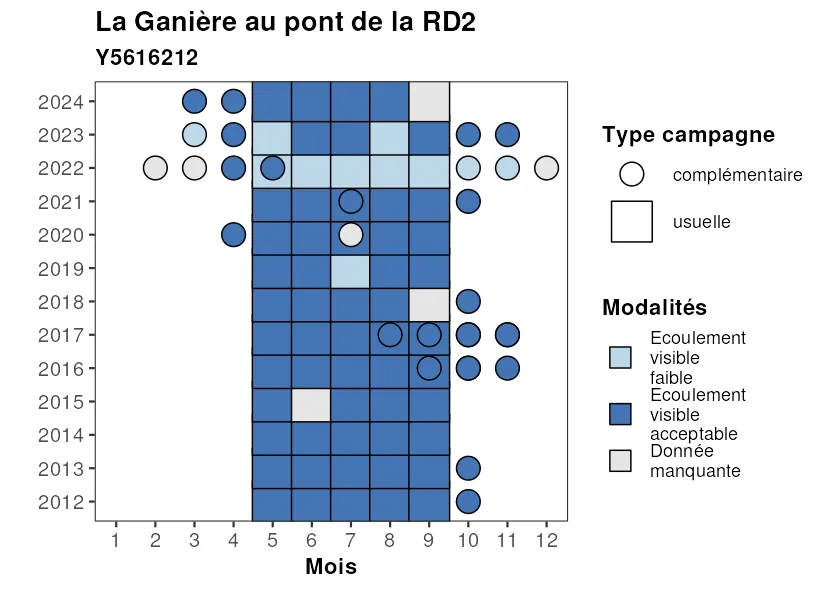 La Ganière au pont de la RD2
Y5616212
2024
2023
2022
2021
2020
2019
2018
2017
2016
2015
2014
2013
2012
1 2 3 4 5 6 7 8 9 10 11 12
Mois
Type campagne
complémentaire
usuelle
Modalités
Ecoulement
visible
faible
Ecoulement
visible
acceptable
Donnée
manquante